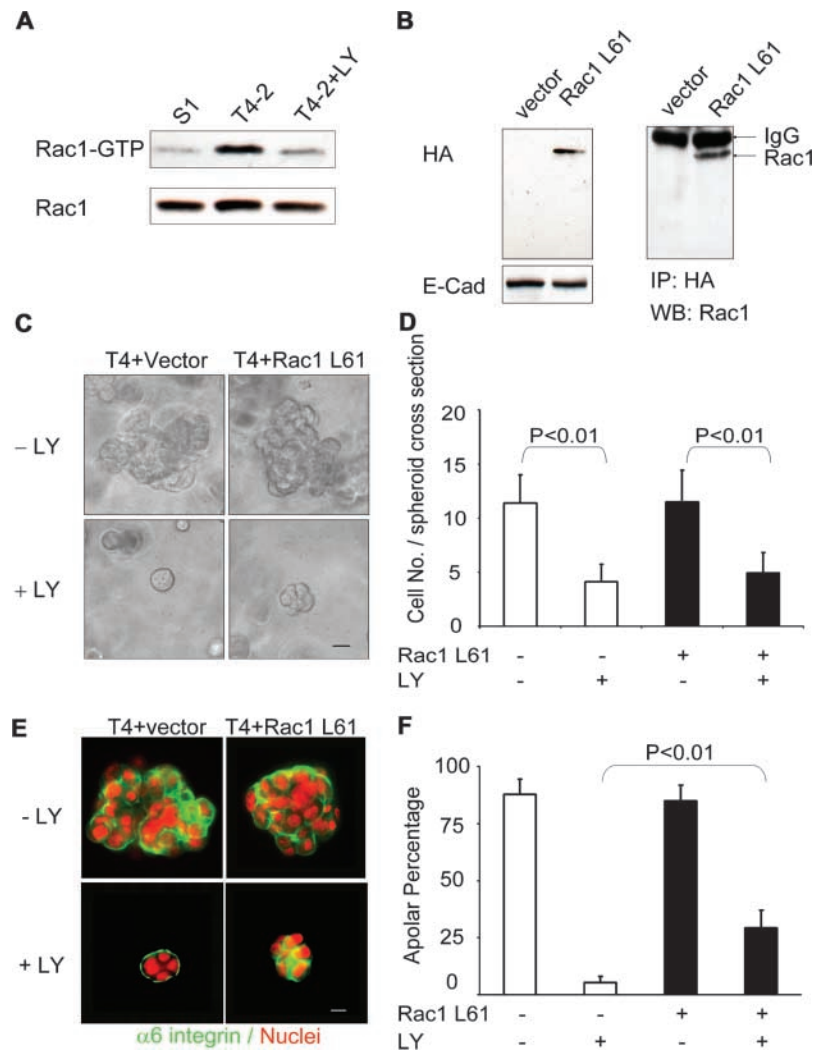 A
S1 T4-2 T4-2+LY
Rac1-GTP
Rac1
B
vector Rac1 L61
HA
E-Cad
vector Rac1 L61
IgG
Rac1
IP: HA
WB: Rac1
C
T4+Vector T4+Rac1 L61
– LY
+ LY
D
Cell No. / spheroid cross section
20
15
10
5
0
P<0.01 P<0.01
Rac1 L61 - - + +
LY - + - +
E
T4+vector T4+Rac1 L61
- LY
+ LY
α6 integrin / Nuclei
F
Apolar Percentage
100
75
50
25
0
P<0.01
Rac1 L61 - - + +
LY - + - +